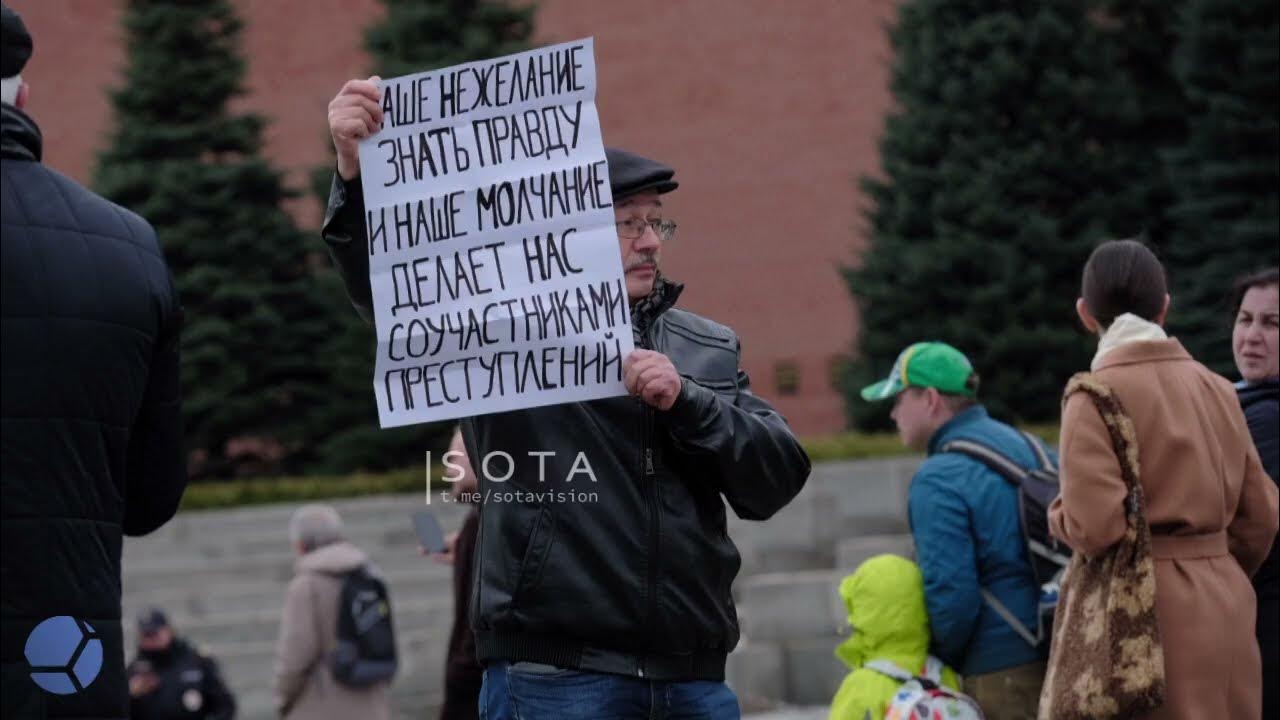 АШЕ НЕЖЕЛАНИЕ
ЗНАТЬ ПРАВДУ
И НАШЕ МОЛЧАНИЕ
ДЕЛАЕТ НАС
СОУЧАСТНИКАМИ
ПРЕСТУПЛЕНИЙ
SOTA
t.me/sotavision